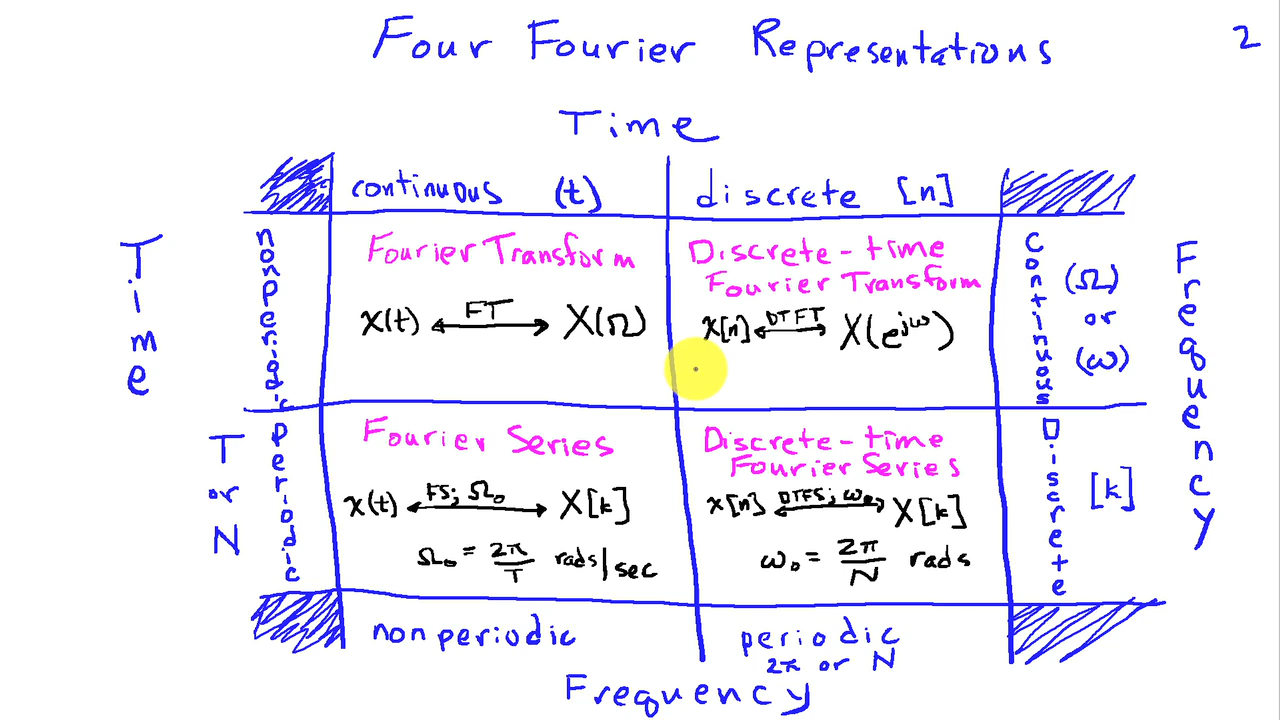 Four Fourier Representations 2
Time
continuous (t) discrete [n]
Time
nonperiodic
Fourier Transform
x(t) ⟷ X(Ω)
FT
Discrete-time
Fourier Transform
x[n] ⟷ X(e^{jω})
DTFT
Continuous
(Ω)
or
(ω)
Frequency
T
or
N
Periodic
Fourier Series
x(t) ⟷ X[k]
FS; Ω₀
Ω₀ = 2π/T rads/sec
Discrete-time
Fourier Series
x[n] ⟷ X[k]
DTFS; ω₀
ω₀ = 2π/N rads
Discrete
[k]
nonperiodic
periodic
2π or N
Frequency